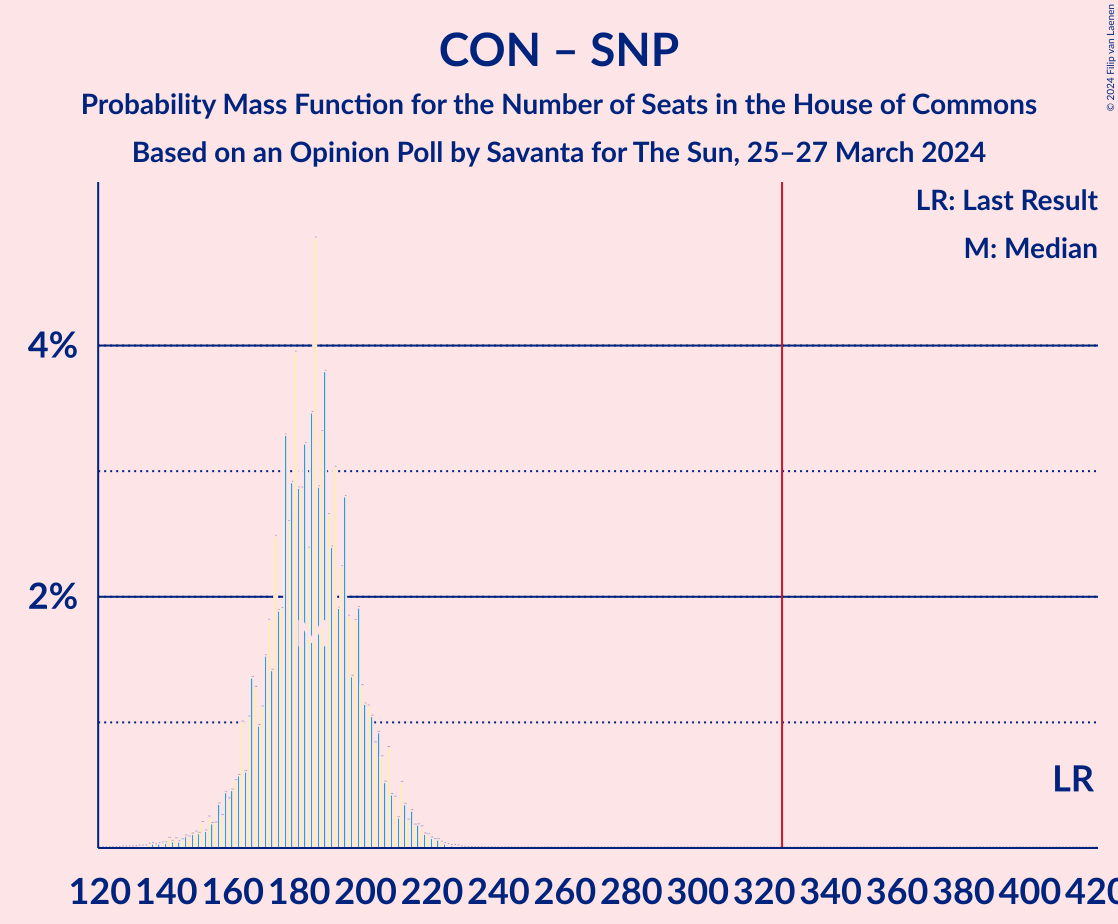 CON – SNP
Probability Mass Function for the Number of Seats in the House of Commons
Based on an Opinion Poll by Savanta for The Sun, 25–27 March 2024
© 2024 Filip van Laenen
LR: Last Result
M: Median
4%
2%
LR
120 140 160 180 200 220 240 260 280 300 320 340 360 380 400 420